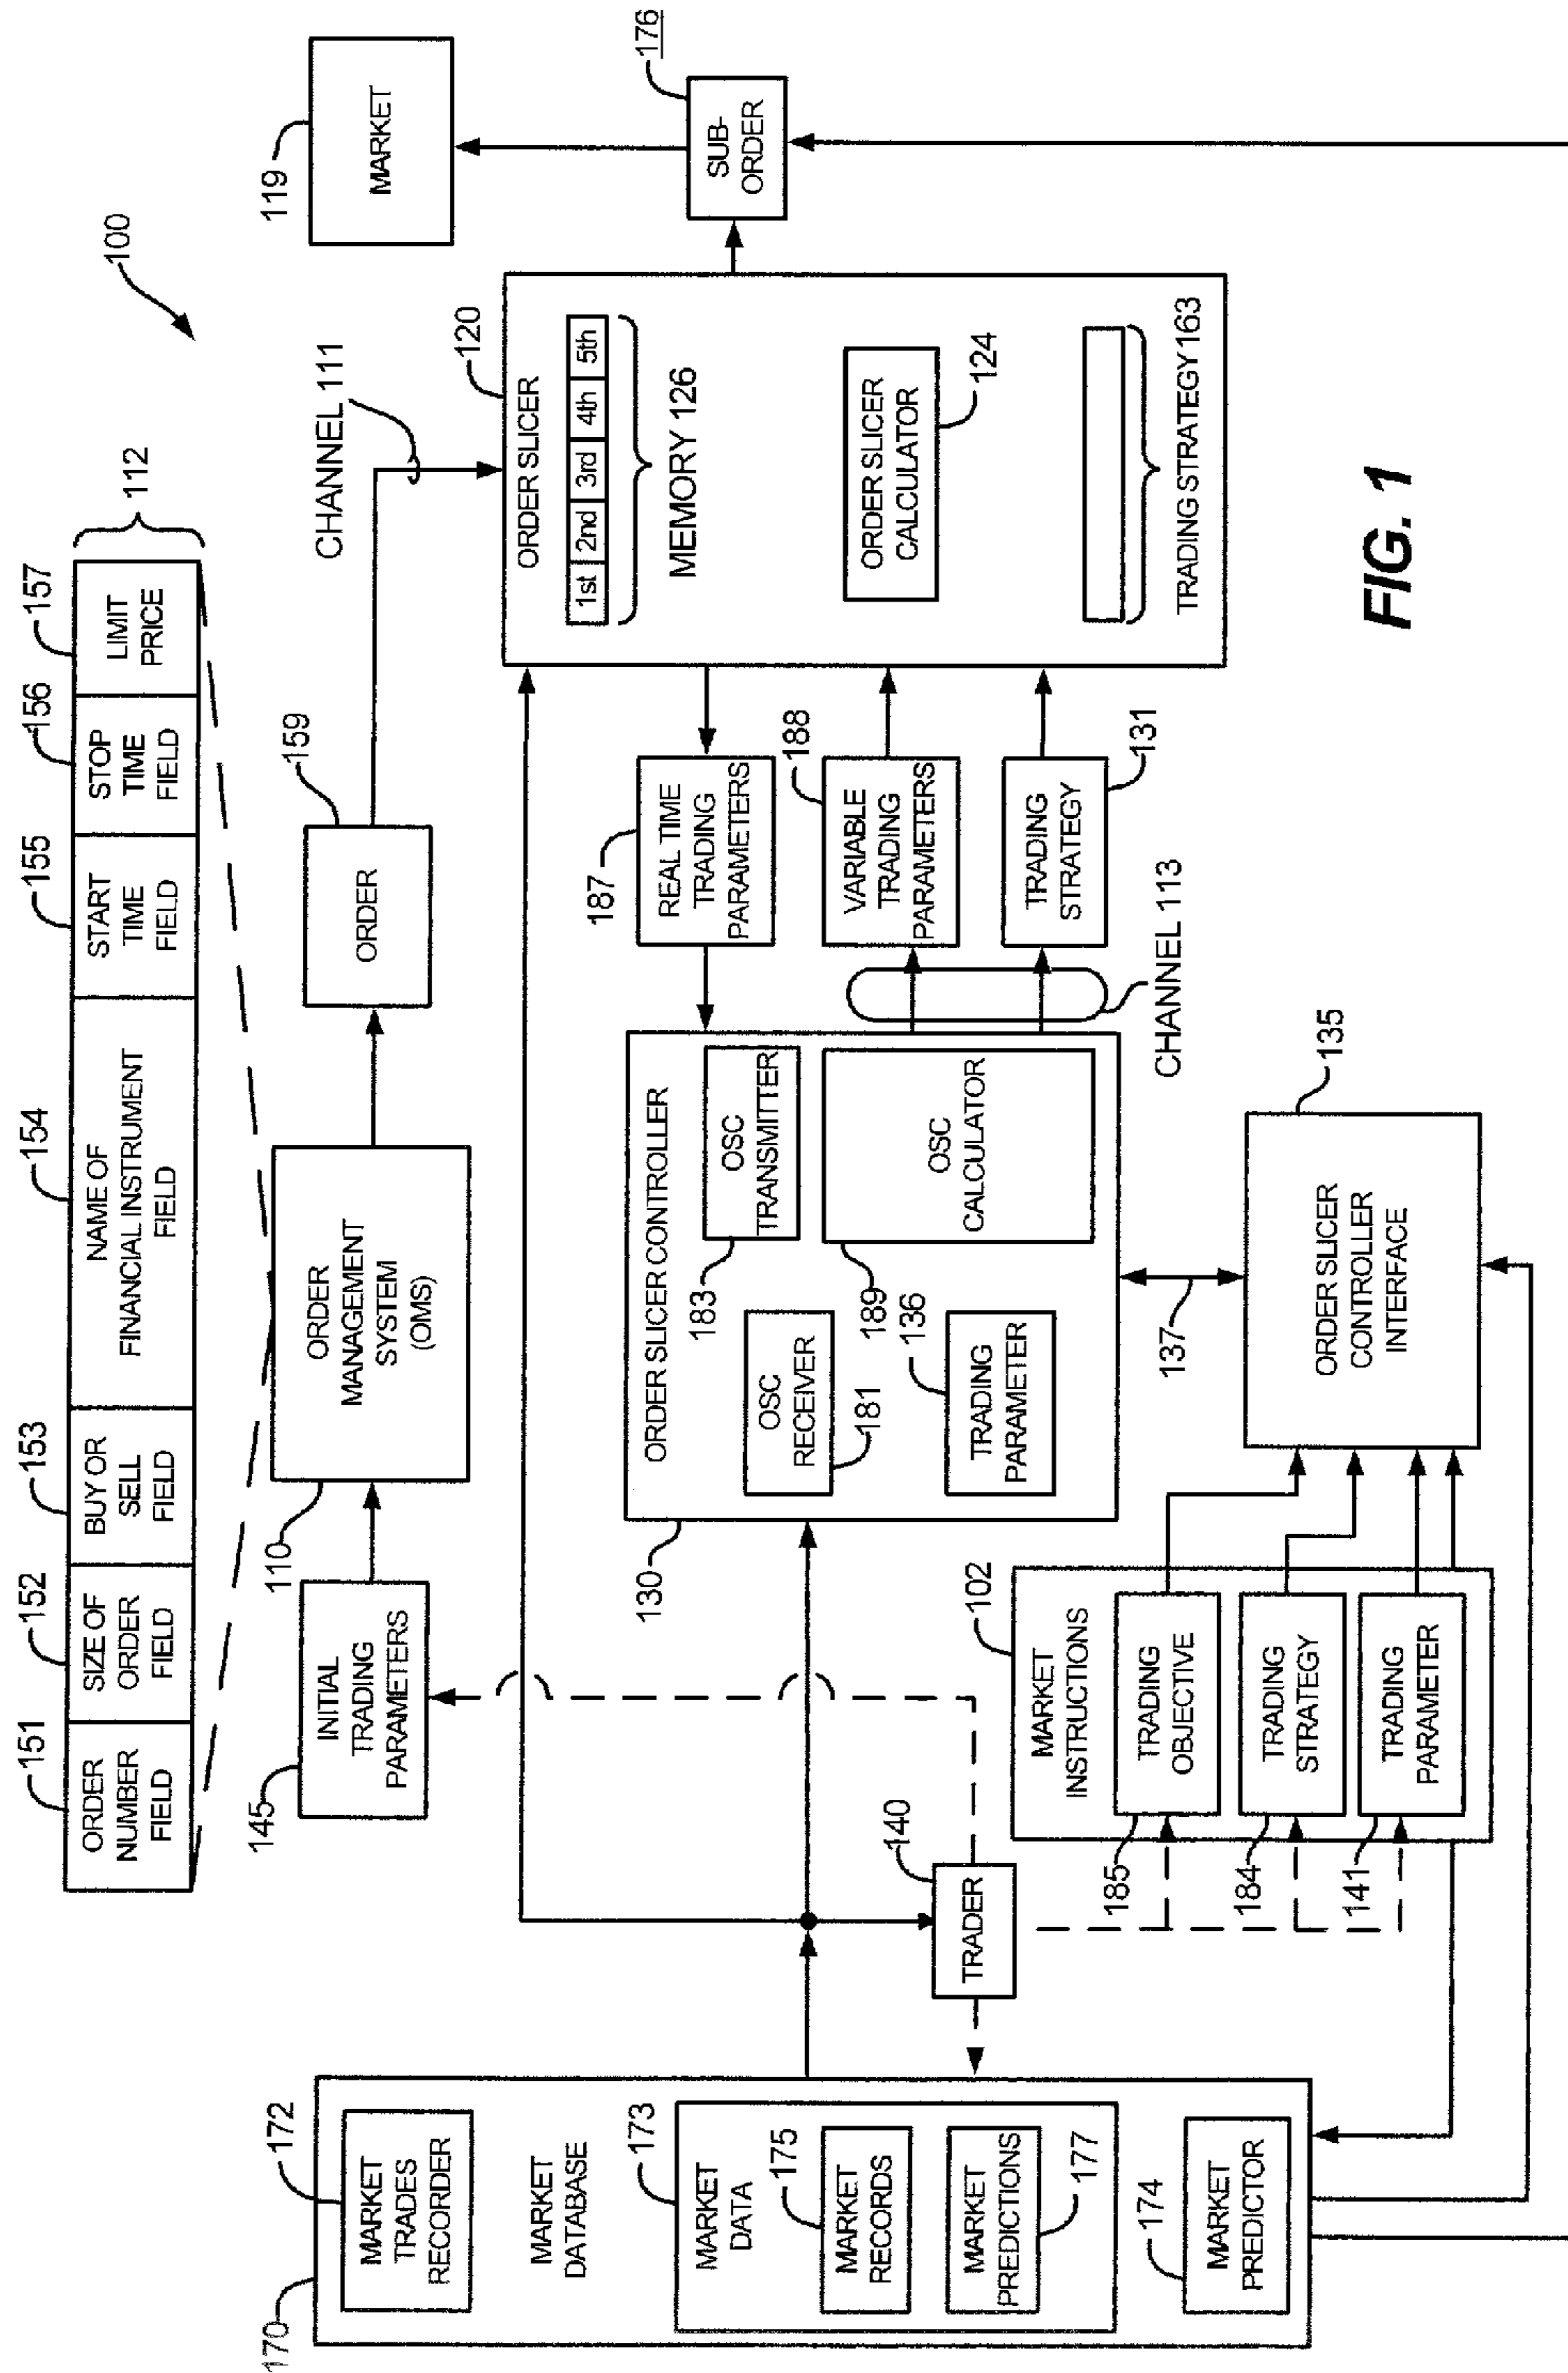 100
151
152
153
154
155
156
157
112
ORDER
NUMBER
FIELD
SIZE OF
ORDER
FIELD
BUY OR
SELL
FIELD
NAME OF
FINANCIAL INSTRUMENT
FIELD
START
TIME
FIELD
STOP
TIME
FIELD
LIMIT
PRICE
145
INITIAL
TRADING
PARAMETERS
110
ORDER
MANAGEMENT
SYSTEM
(OMS)
159
ORDER
CHANNEL 111
119
MARKET
176
SUB-
ORDER
120
ORDER SLICER
1st
2nd
3rd
4th
5th
MEMORY 126
ORDER SLICER
CALCULATOR
124
TRADING STRATEGY 163
170
172
MARKET
TRADES
RECORDER
MARKET
DATABASE
173
MARKET
DATA
175
MARKET
RECORDS
MARKET
PREDICTIONS
177
174
MARKET
PREDICTOR
140
TRADER
130
ORDER SLICER CONTROLLER
OSC
RECEIVER
181
183
OSC
TRANSMITTER
136
TRADING
PARAMETER
189
OSC
CALCULATOR
187
REAL TIME
TRADING
PARAMETERS
188
VARIABLE
TRADING
PARAMETERS
TRADING
STRATEGY
131
CHANNEL 113
137
102
MARKET
INSTRUCTIONS
185
TRADING
OBJECTIVE
184
TRADING
STRATEGY
141
TRADING
PARAMETER
135
ORDER SLICER
CONTROLLER
INTERFACE
FIG. 1